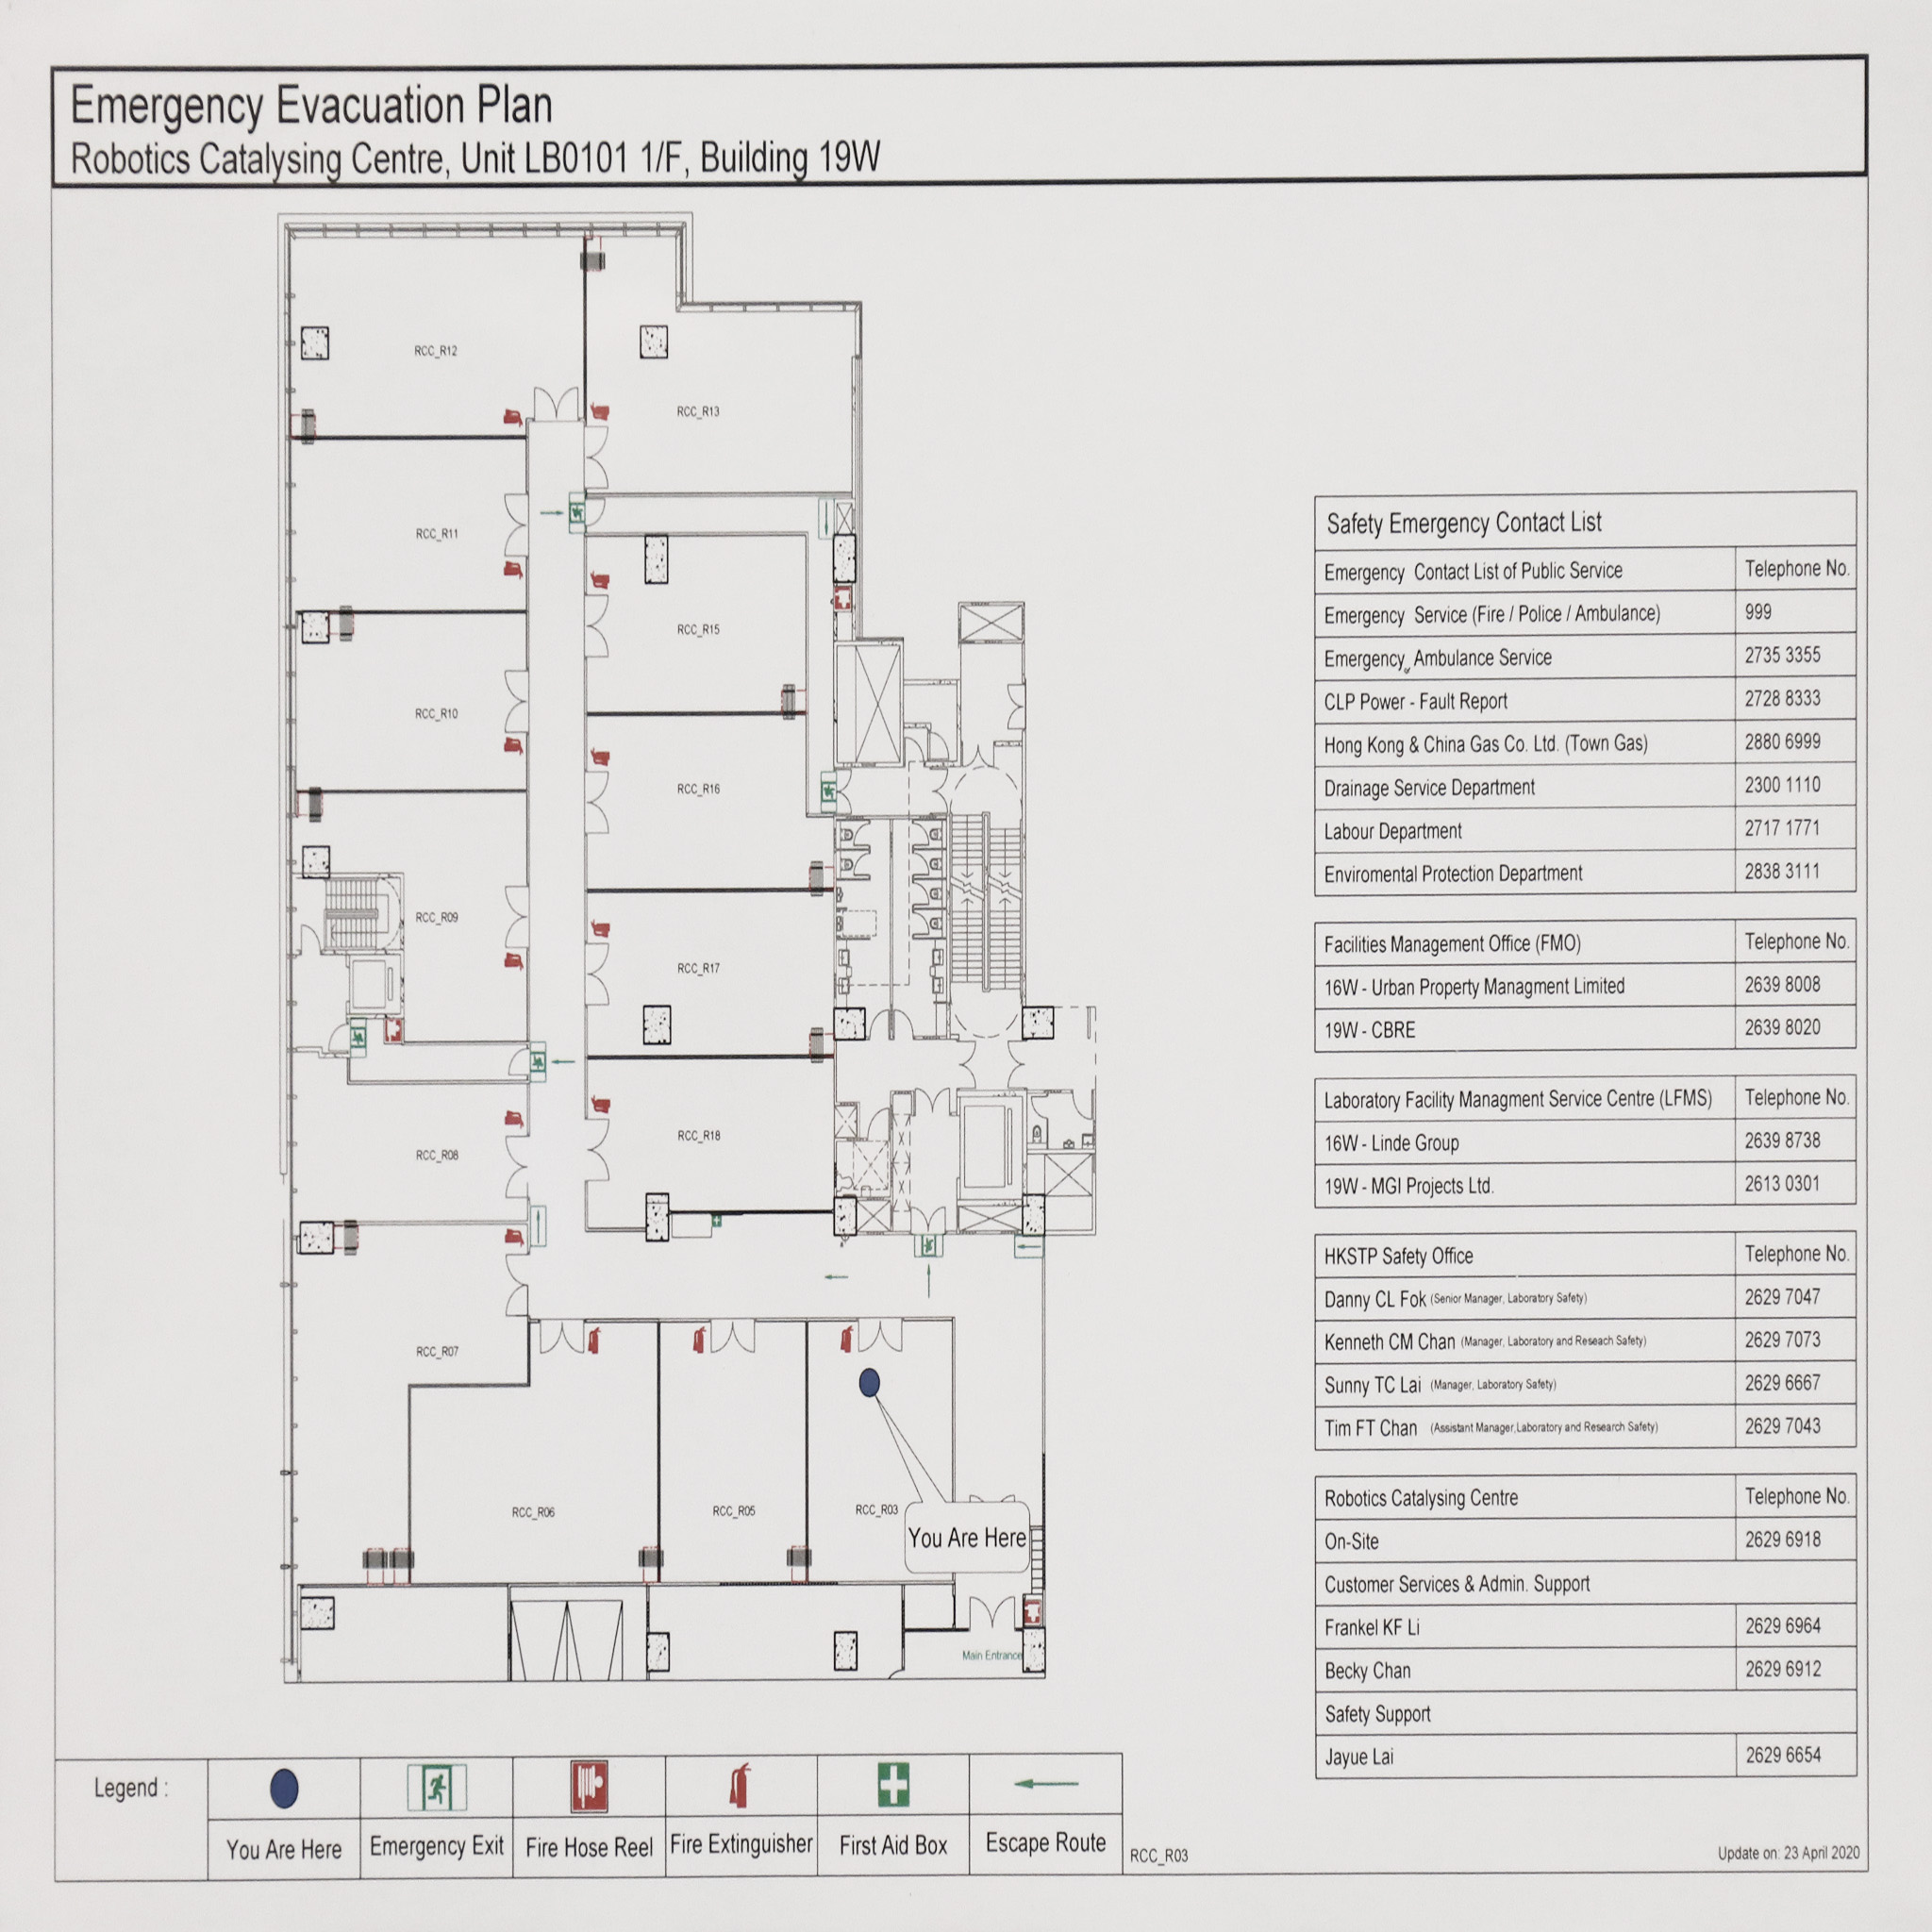 Emergency Evacuation Plan
Robotics Catalysing Centre, Unit LB0101 1/F, Building 19W
RCC_R12
RCC_R13
RCC_R11
RCC_R15
RCC_R10
RCC_R16
RCC_R09
RCC_R17
RCC_R18
RCC_R08
RCC_R07
RCC_R06
RCC_R05
RCC_R03
You Are Here
Main Entrance
Safety Emergency Contact List
Emergency Contact List of Public Service Telephone No.
Emergency Service (Fire / Police / Ambulance) 999
Emergency Ambulance Service 2735 3355
CLP Power - Fault Report 2728 8333
Hong Kong & China Gas Co. Ltd. (Town Gas) 2880 6999
Drainage Service Department 2300 1110
Labour Department 2717 1771
Enviromental Protection Department 2838 3111
Facilities Management Office (FMO) Telephone No.
16W - Urban Property Managment Limited 2639 8008
19W - CBRE 2639 8020
Laboratory Facility Managment Service Centre (LFMS) Telephone No.
16W - Linde Group 2639 8738
19W - MGI Projects Ltd. 2613 0301
HKSTP Safety Office Telephone No.
Danny CL Fok (Senior Manager, Laboratory Safety) 2629 7047
Kenneth CM Chan (Manager, Laboratory and Reseach Safety) 2629 7073
Sunny TC Lai (Manager, Laboratory Safety) 2629 6667
Tim FT Chan (Assistant Manager,Laboratory and Research Safety) 2629 7043
Robotics Catalysing Centre Telephone No.
On-Site 2629 6918
Customer Services & Admin. Support
Frankel KF Li 2629 6964
Becky Chan 2629 6912
Safety Support
Jayue Lai 2629 6654
Legend :
You Are Here
Emergency Exit
Fire Hose Reel
Fire Extinguisher
First Aid Box
Escape Route
RCC_R03
Update on: 23 April 2020